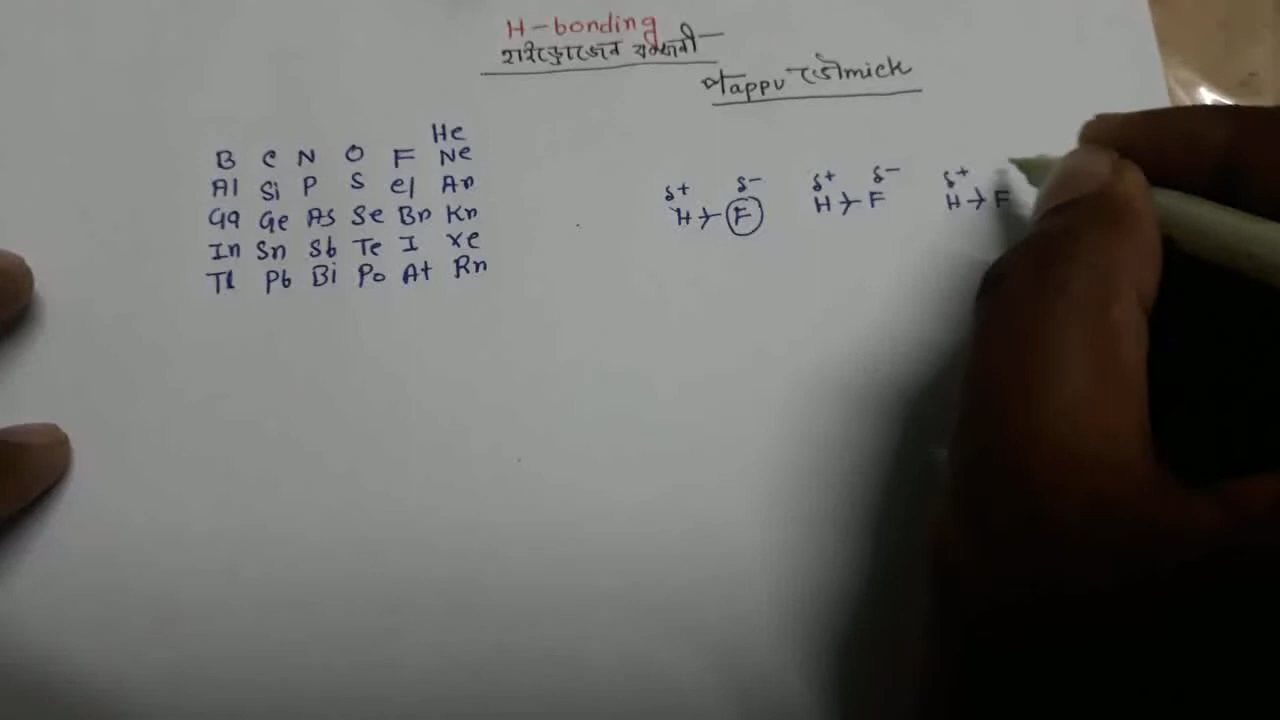 H-bonding
হাইড্রোজেন বন্ধনী-
He
B C N O F Ne
Al Si P S Cl Ar
Ga Ge As Se Br Kr
In Sn Sb Te I Xe
Tl Pb Bi Po At Rn
δ+ δ- δ+ δ- δ+
H → F H → F H → F